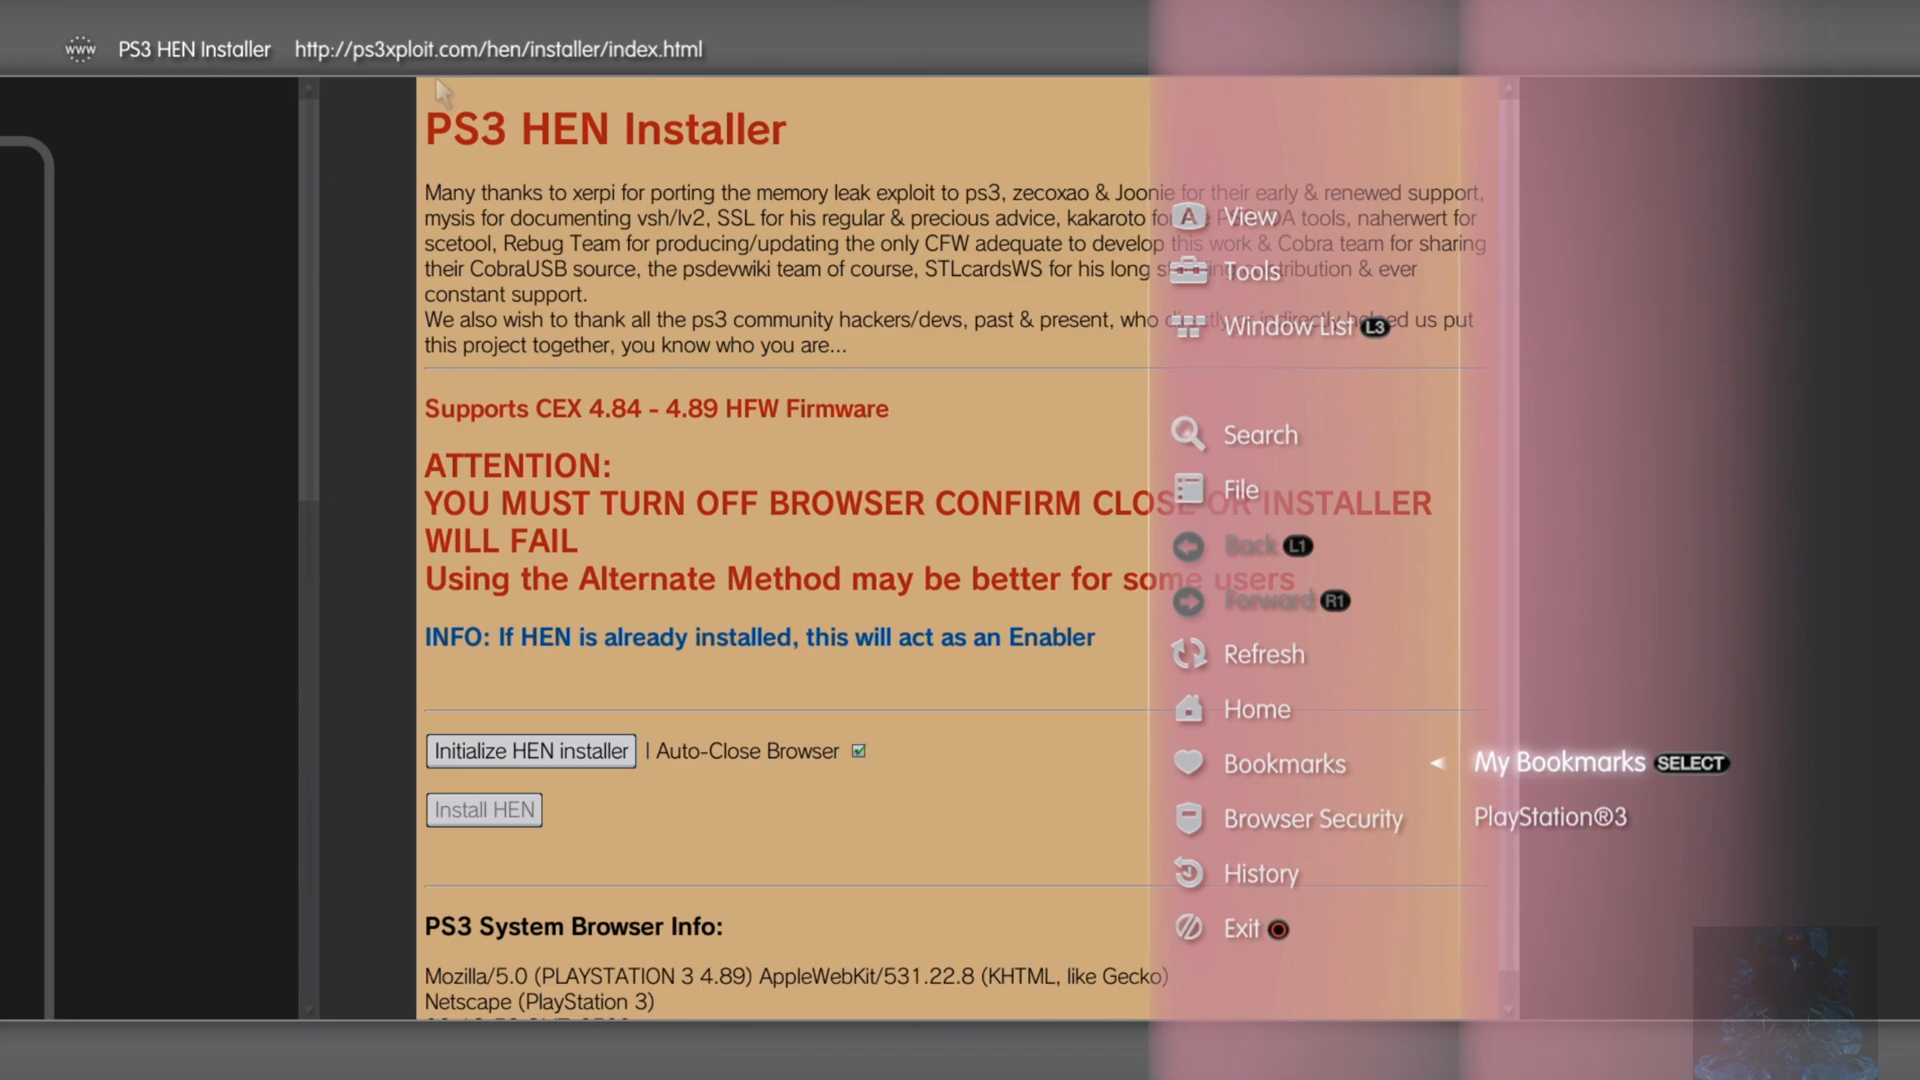 www PS3 HEN Installer http://ps3xploit.com/hen/installer/index.html
PS3 HEN Installer
Many thanks to xerpi for porting the memory leak exploit to ps3, zecoxao & Joonie for their early & renewed support,
mysis for documenting vsh/lv2, SSL for his regular & precious advice, kakaroto tools, naherwert for
scetool, Rebug Team for producing/updating the only CFW adequate to develop this work & Cobra team for sharing
their CobraUSB source, the psdevwiki team of course, STLcardsWS for his long & ever
constant support.
We also wish to thank all the ps3 community hackers/devs, past & present, who us put
this project together, you know who you are...
Supports CEX 4.84 - 4.89 HFW Firmware
ATTENTION:
YOU MUST TURN OFF BROWSER CONFIRM CLOSE OR INSTALLER
WILL FAIL
Using the Alternate Method may be better for some users
INFO: If HEN is already installed, this will act as an Enabler
Initialize HEN installer | Auto-Close Browser
Install HEN
PS3 System Browser Info:
Mozilla/5.0 (PLAYSTATION 3 4.89) AppleWebKit/531.22.8 (KHTML, like Gecko)
Netscape (PlayStation 3)
A View
Tools
Window List L3
Search
File
Back L1
Forward R1
Refresh
Home
Bookmarks
Browser Security
History
Exit
My Bookmarks SELECT
PlayStation®3